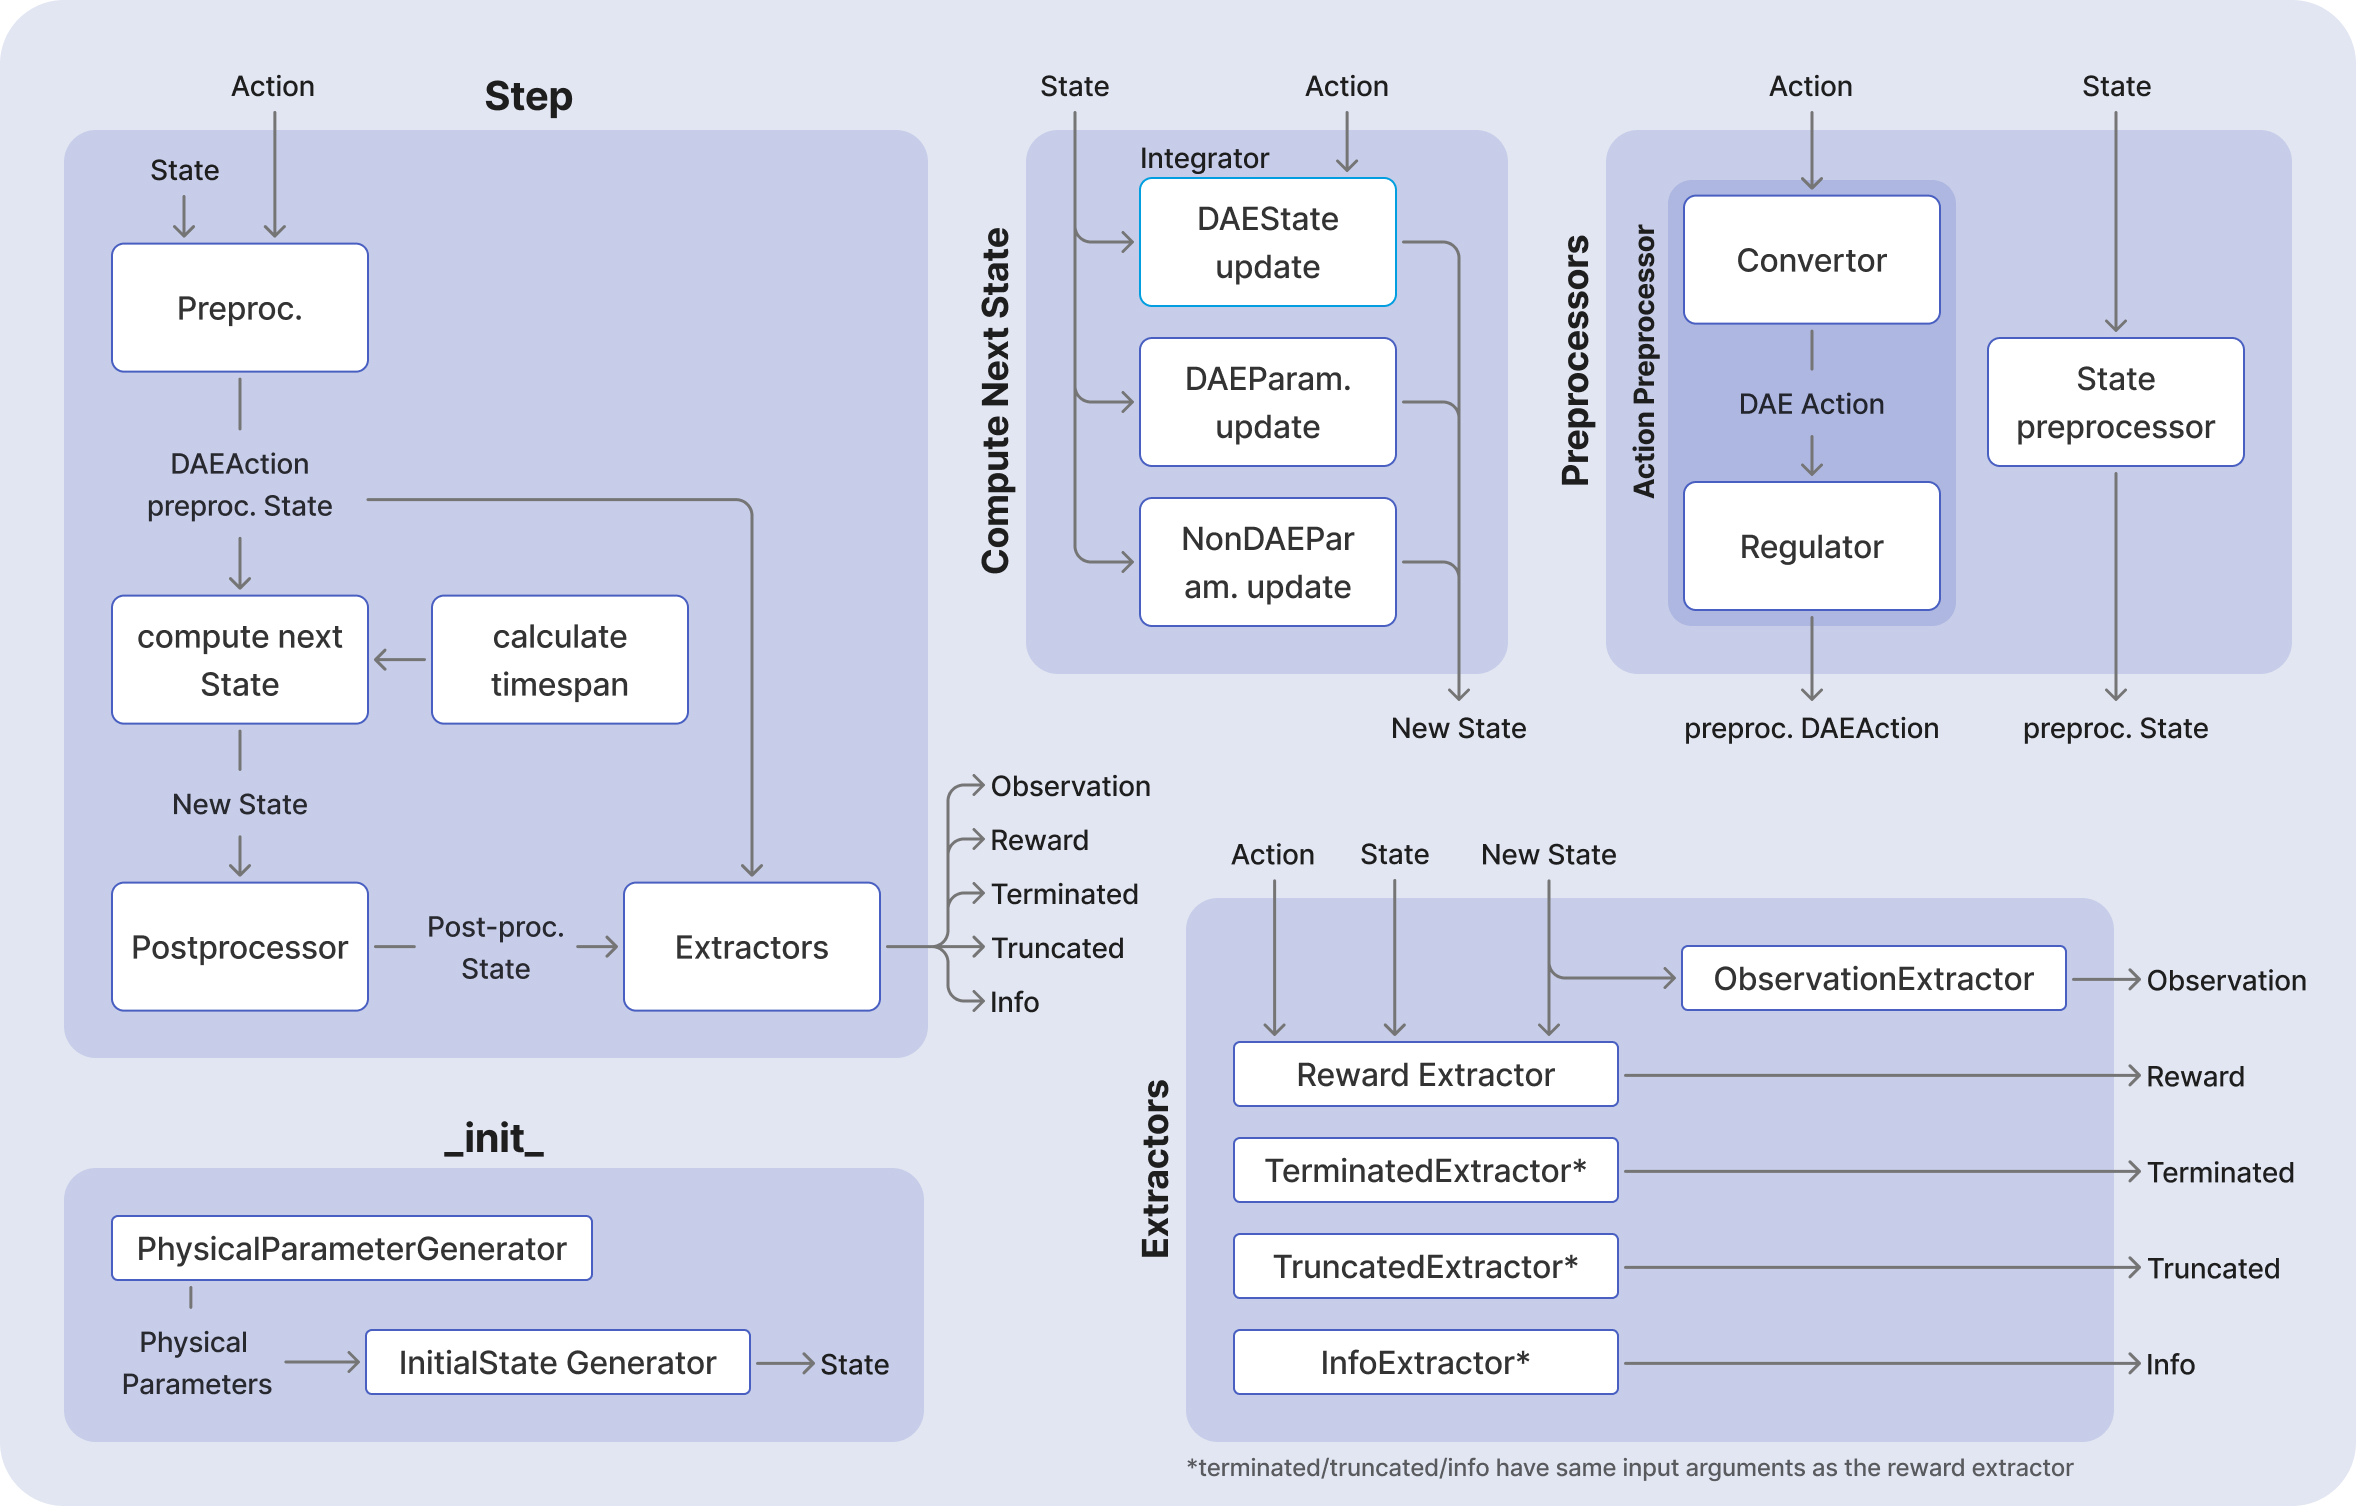 Step
Action
State
Preproc.
DAEAction
preproc. State
compute next
State
calculate
timespan
New State
Postprocessor
Post-proc.
State
Extractors
Observation
Reward
Terminated
Truncated
Info
_init_
PhysicalParameterGenerator
Physical
Parameters
InitialState Generator
State
Compute Next State
State
Action
Integrator
DAEState
update
DAEParam.
update
NonDAEPar
am. update
New State
Preprocessors
Action
State
Action Preprocessor
Convertor
DAE Action
Regulator
State
preprocessor
preproc. DAEAction
preproc. State
Extractors
Action
State
New State
ObservationExtractor
Observation
Reward Extractor
Reward
TerminatedExtractor*
Terminated
TruncatedExtractor*
Truncated
InfoExtractor*
Info
*terminated/truncated/info have same input arguments as the reward extractor